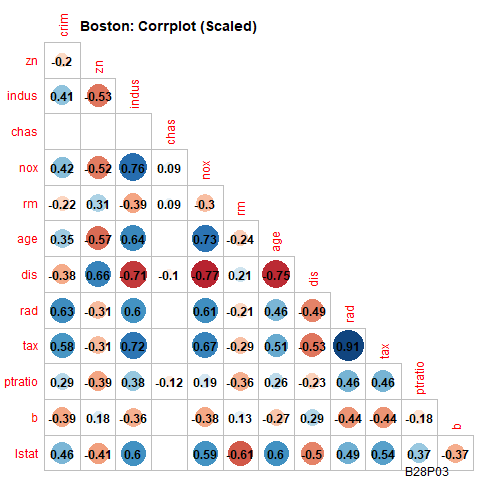 Boston: Corrplot (Scaled)
crim
zn -0.2 zn
indus 0.41 -0.53 indus
chas chas
nox 0.42 -0.52 0.76 0.09 nox
rm -0.22 0.31 -0.39 0.09 -0.3 rm
age 0.35 -0.57 0.64 0.73 -0.24 age
dis -0.38 0.66 -0.71 -0.1 -0.77 0.21 -0.75 dis
rad 0.63 -0.31 0.6 0.61 -0.21 0.46 -0.49 rad
tax 0.58 -0.31 0.72 0.67 -0.29 0.51 -0.53 0.91 tax
ptratio 0.29 -0.39 0.38 -0.12 0.19 -0.36 0.26 -0.23 0.46 0.46 ptratio
b -0.39 0.18 -0.36 -0.38 0.13 -0.27 0.29 -0.44 -0.44 -0.18 b
lstat 0.46 -0.41 0.6 0.59 -0.61 0.6 -0.5 0.49 0.54 0.37 -0.37
B28P03